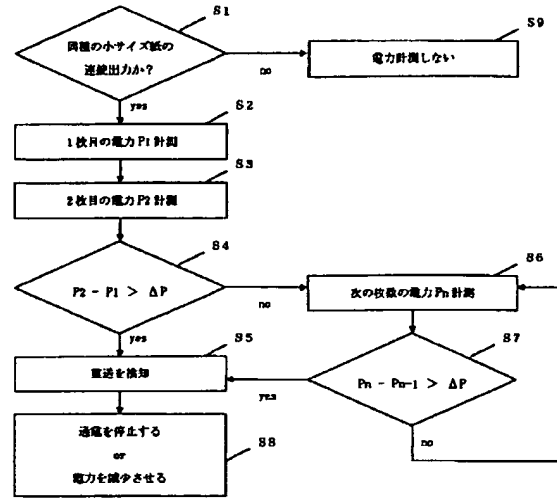 S1
同種の小サイズ紙の
連続出力か?
yes
no
S9
電力計測しない
S2
1枚目の電力P1計測
S3
2枚目の電力P2計測
S4
P2 - P1 > ΔP
yes
no
S6
次の枚数の電力Pn計測
S5
重送を検知
S7
Pn - Pn-1 > ΔP
yes
no
S8
通電を停止する
or
電力を減少させる